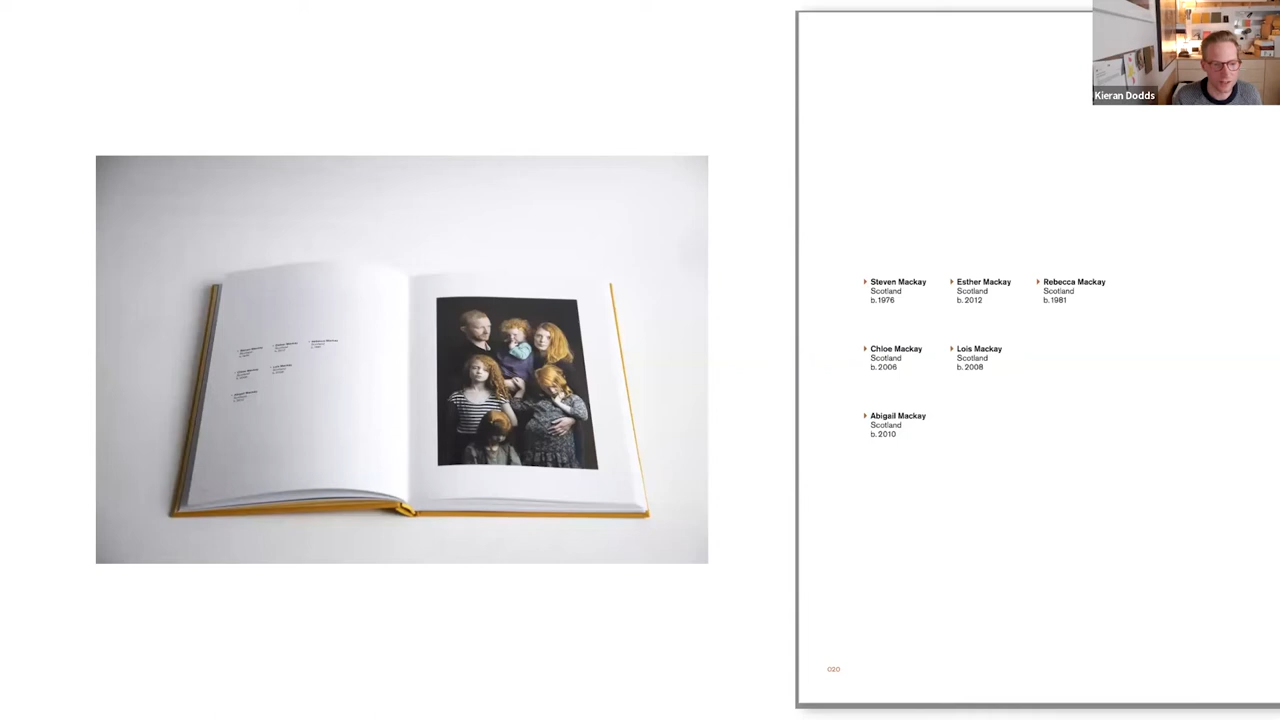 Kieran Dodds
Steven Mackay
Scotland
b.1976
Esther Mackay
Scotland
b.2012
Rebecca Mackay
Scotland
b.1981
Chloe Mackay
Scotland
b.2006
Lois Mackay
Scotland
b.2008
Abigail Mackay
Scotland
b.2010
020